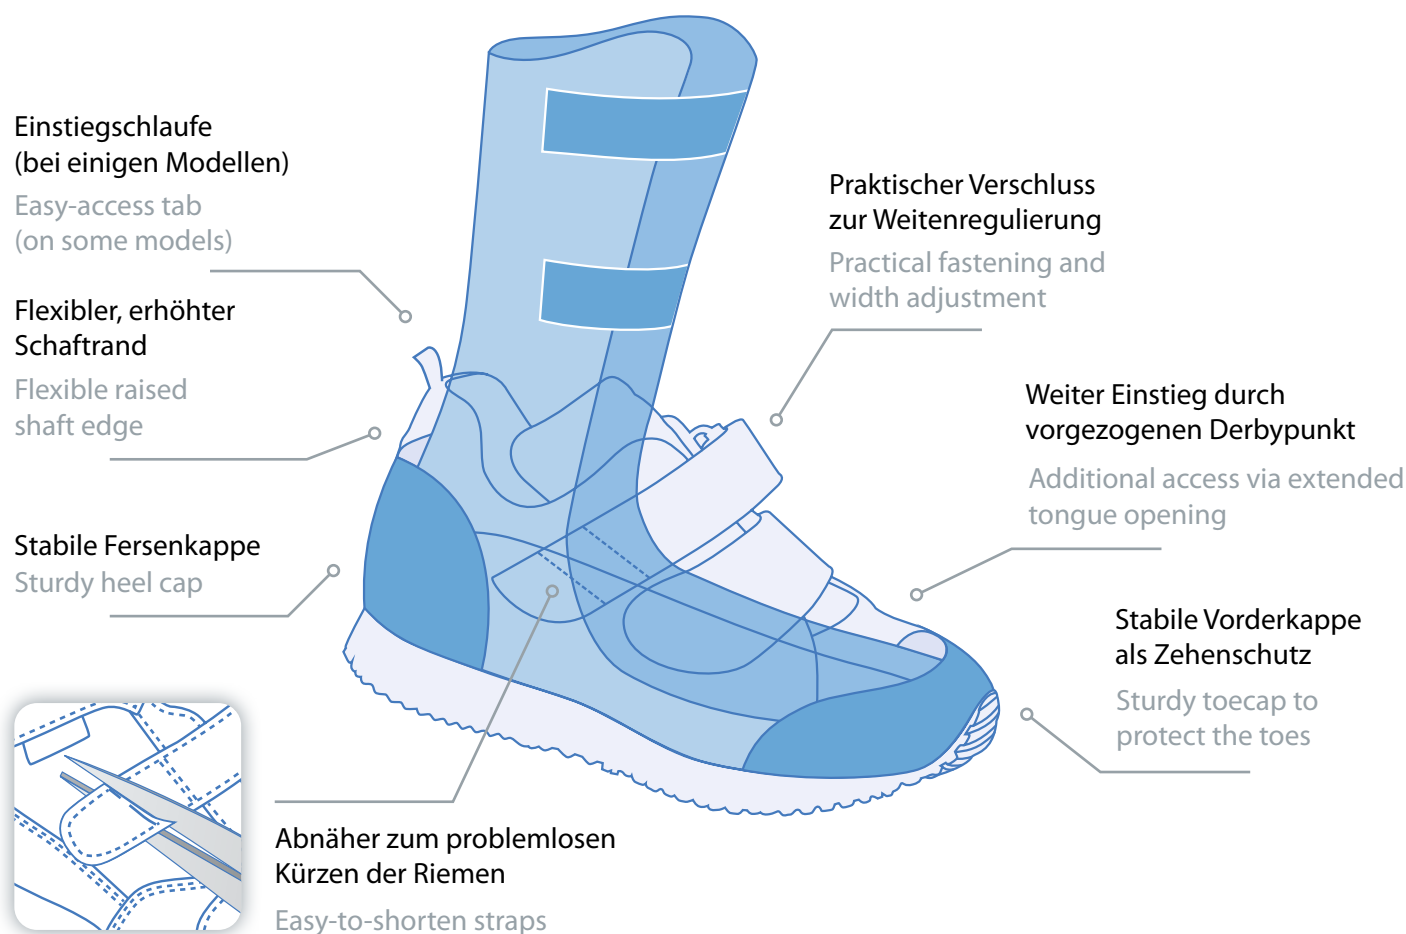 Einstiegschlaufe
(bei einigen Modellen)
Easy-access tab
(on some models)
Flexibler, erhöhter
Schaftrand
Flexible raised
shaft edge
Stabile Fersenkappe
Sturdy heel cap
Praktischer Verschluss
zur Weitenregulierung
Practical fastening and
width adjustment
Weiter Einstieg durch
vorgezogenen Derbypunkt
Additional access via extended
tongue opening
Stabile Vorderkappe
als Zehenschutz
Sturdy toecap to
protect the toes
Abnäher zum problemlosen
Kürzen der Riemen
Easy-to-shorten straps